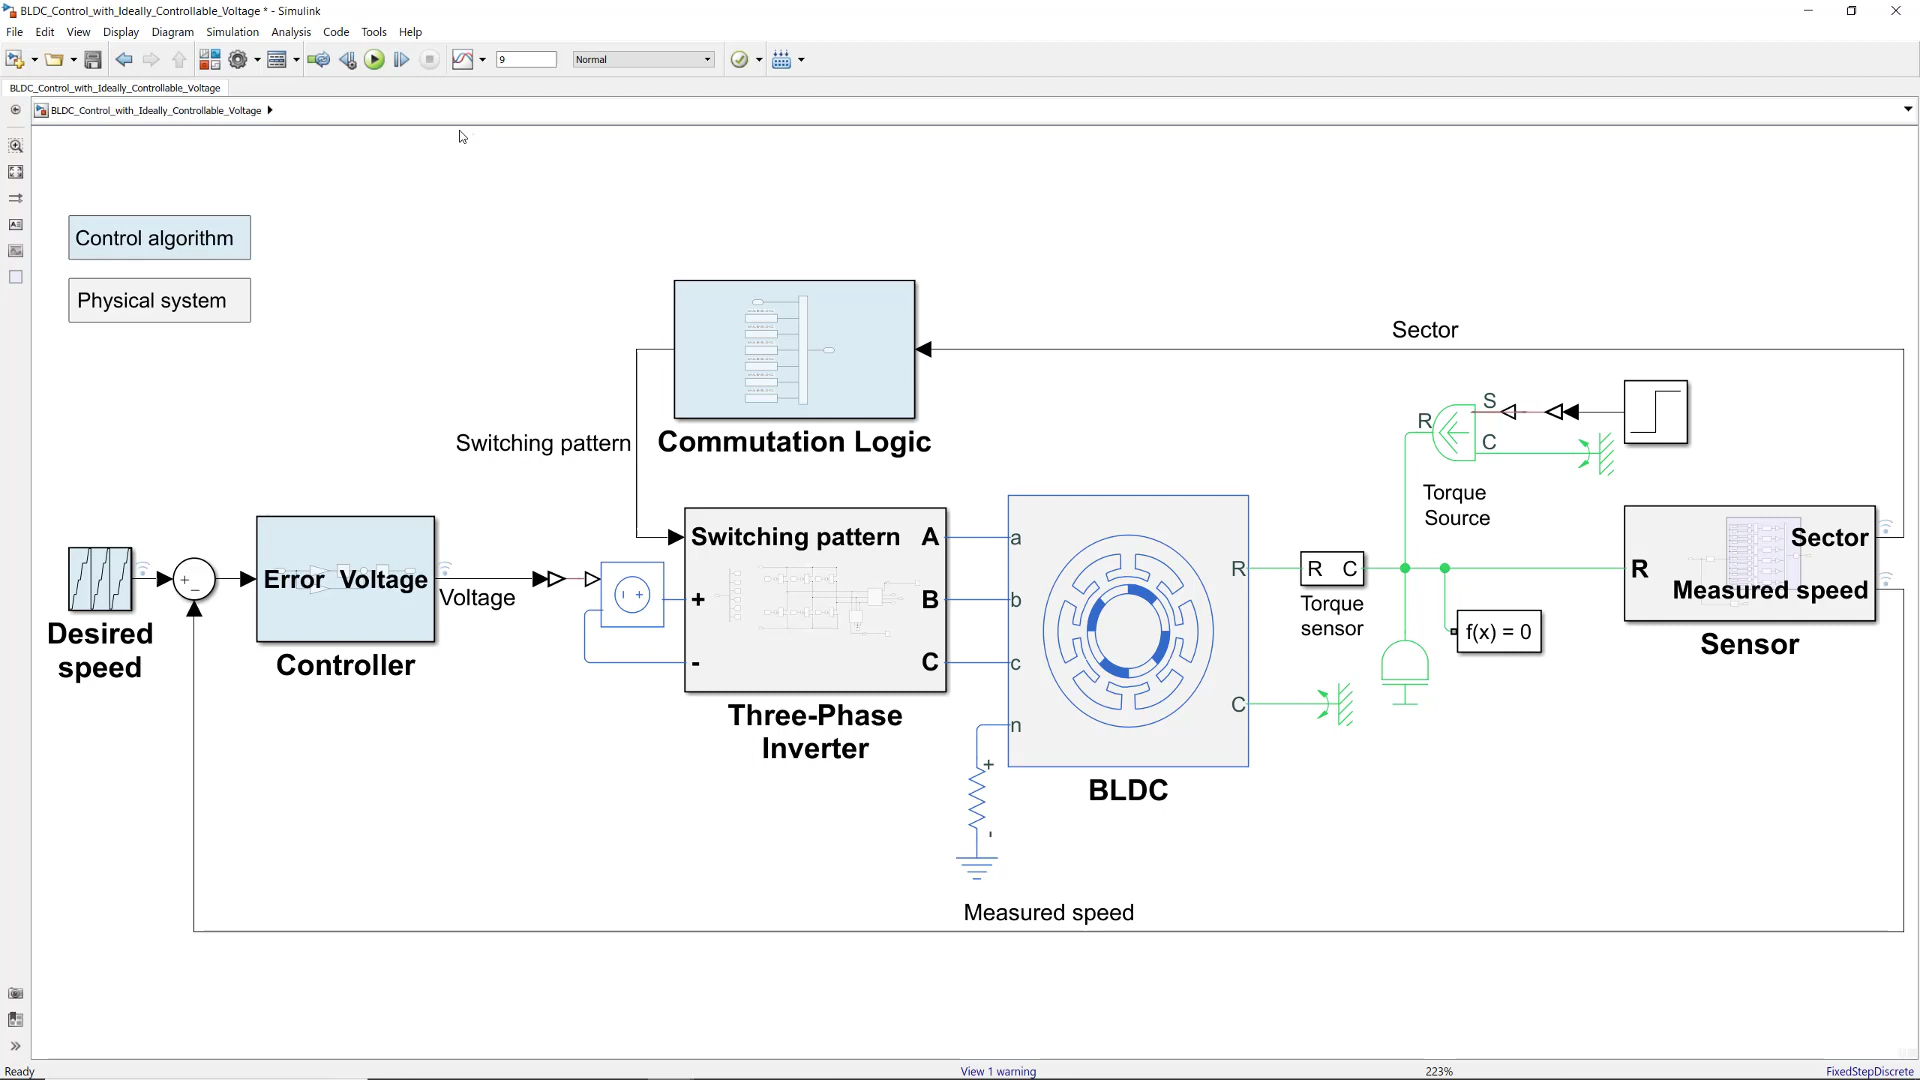 BLDC_Control_with_Ideally_Controllable_Voltage * - Simulink
File Edit View Display Diagram Simulation Analysis Code Tools Help
9 Normal
BLDC_Control_with_Ideally_Controllable_Voltage
BLDC_Control_with_Ideally_Controllable_Voltage
Control algorithm
Physical system
Sector
S
R
C
Switching pattern
Commutation Logic
Torque
Source
Switching pattern A
a
Sector
Error Voltage
Voltage
+ B
b
R
R C
R
Measured speed
Torque
sensor
f(x) = 0
Sensor
Desired
speed
Controller
- C
c
C
n
Three-Phase
Inverter
+
-
BLDC
Measured speed
Ready View 1 warning 223% FixedStepDiscrete